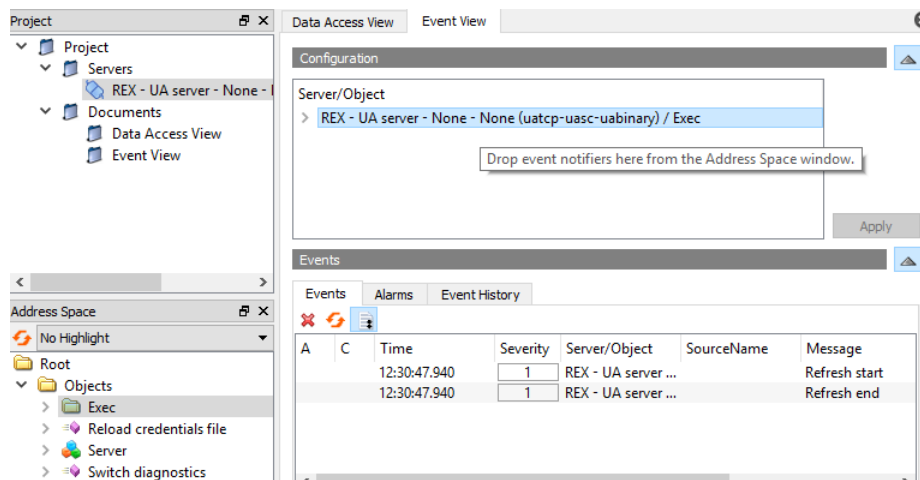 Project
Project
Servers
REX - UA server - None -
Documents
Data Access View
Event View
Address Space
No Highlight
Root
Objects
Exec
Reload credentials file
Server
Switch diagnostics
Data Access View Event View
Configuration
Server/Object
REX - UA server - None - None (uatcp-uasc-uabinary) / Exec
Drop event notifiers here from the Address Space window.
Apply
Events
Events Alarms Event History
A C Time Severity Server/Object SourceName Message
12:30:47.940 1 REX - UA server ... Refresh start
12:30:47.940 1 REX - UA server ... Refresh end